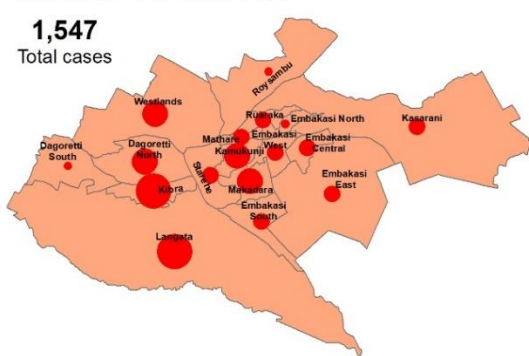 1,547
Total cases
Roysambu
Westlands
Ruaraka
Embakasi North
Kasarani
Mathare
Embakasi
West
Embakasi
Central
Dagoretti
South
Dagoretti
North
Kamukunji
Starehe
Kibra
Makadara
Embakasi
East
Embakasi
South
Langata